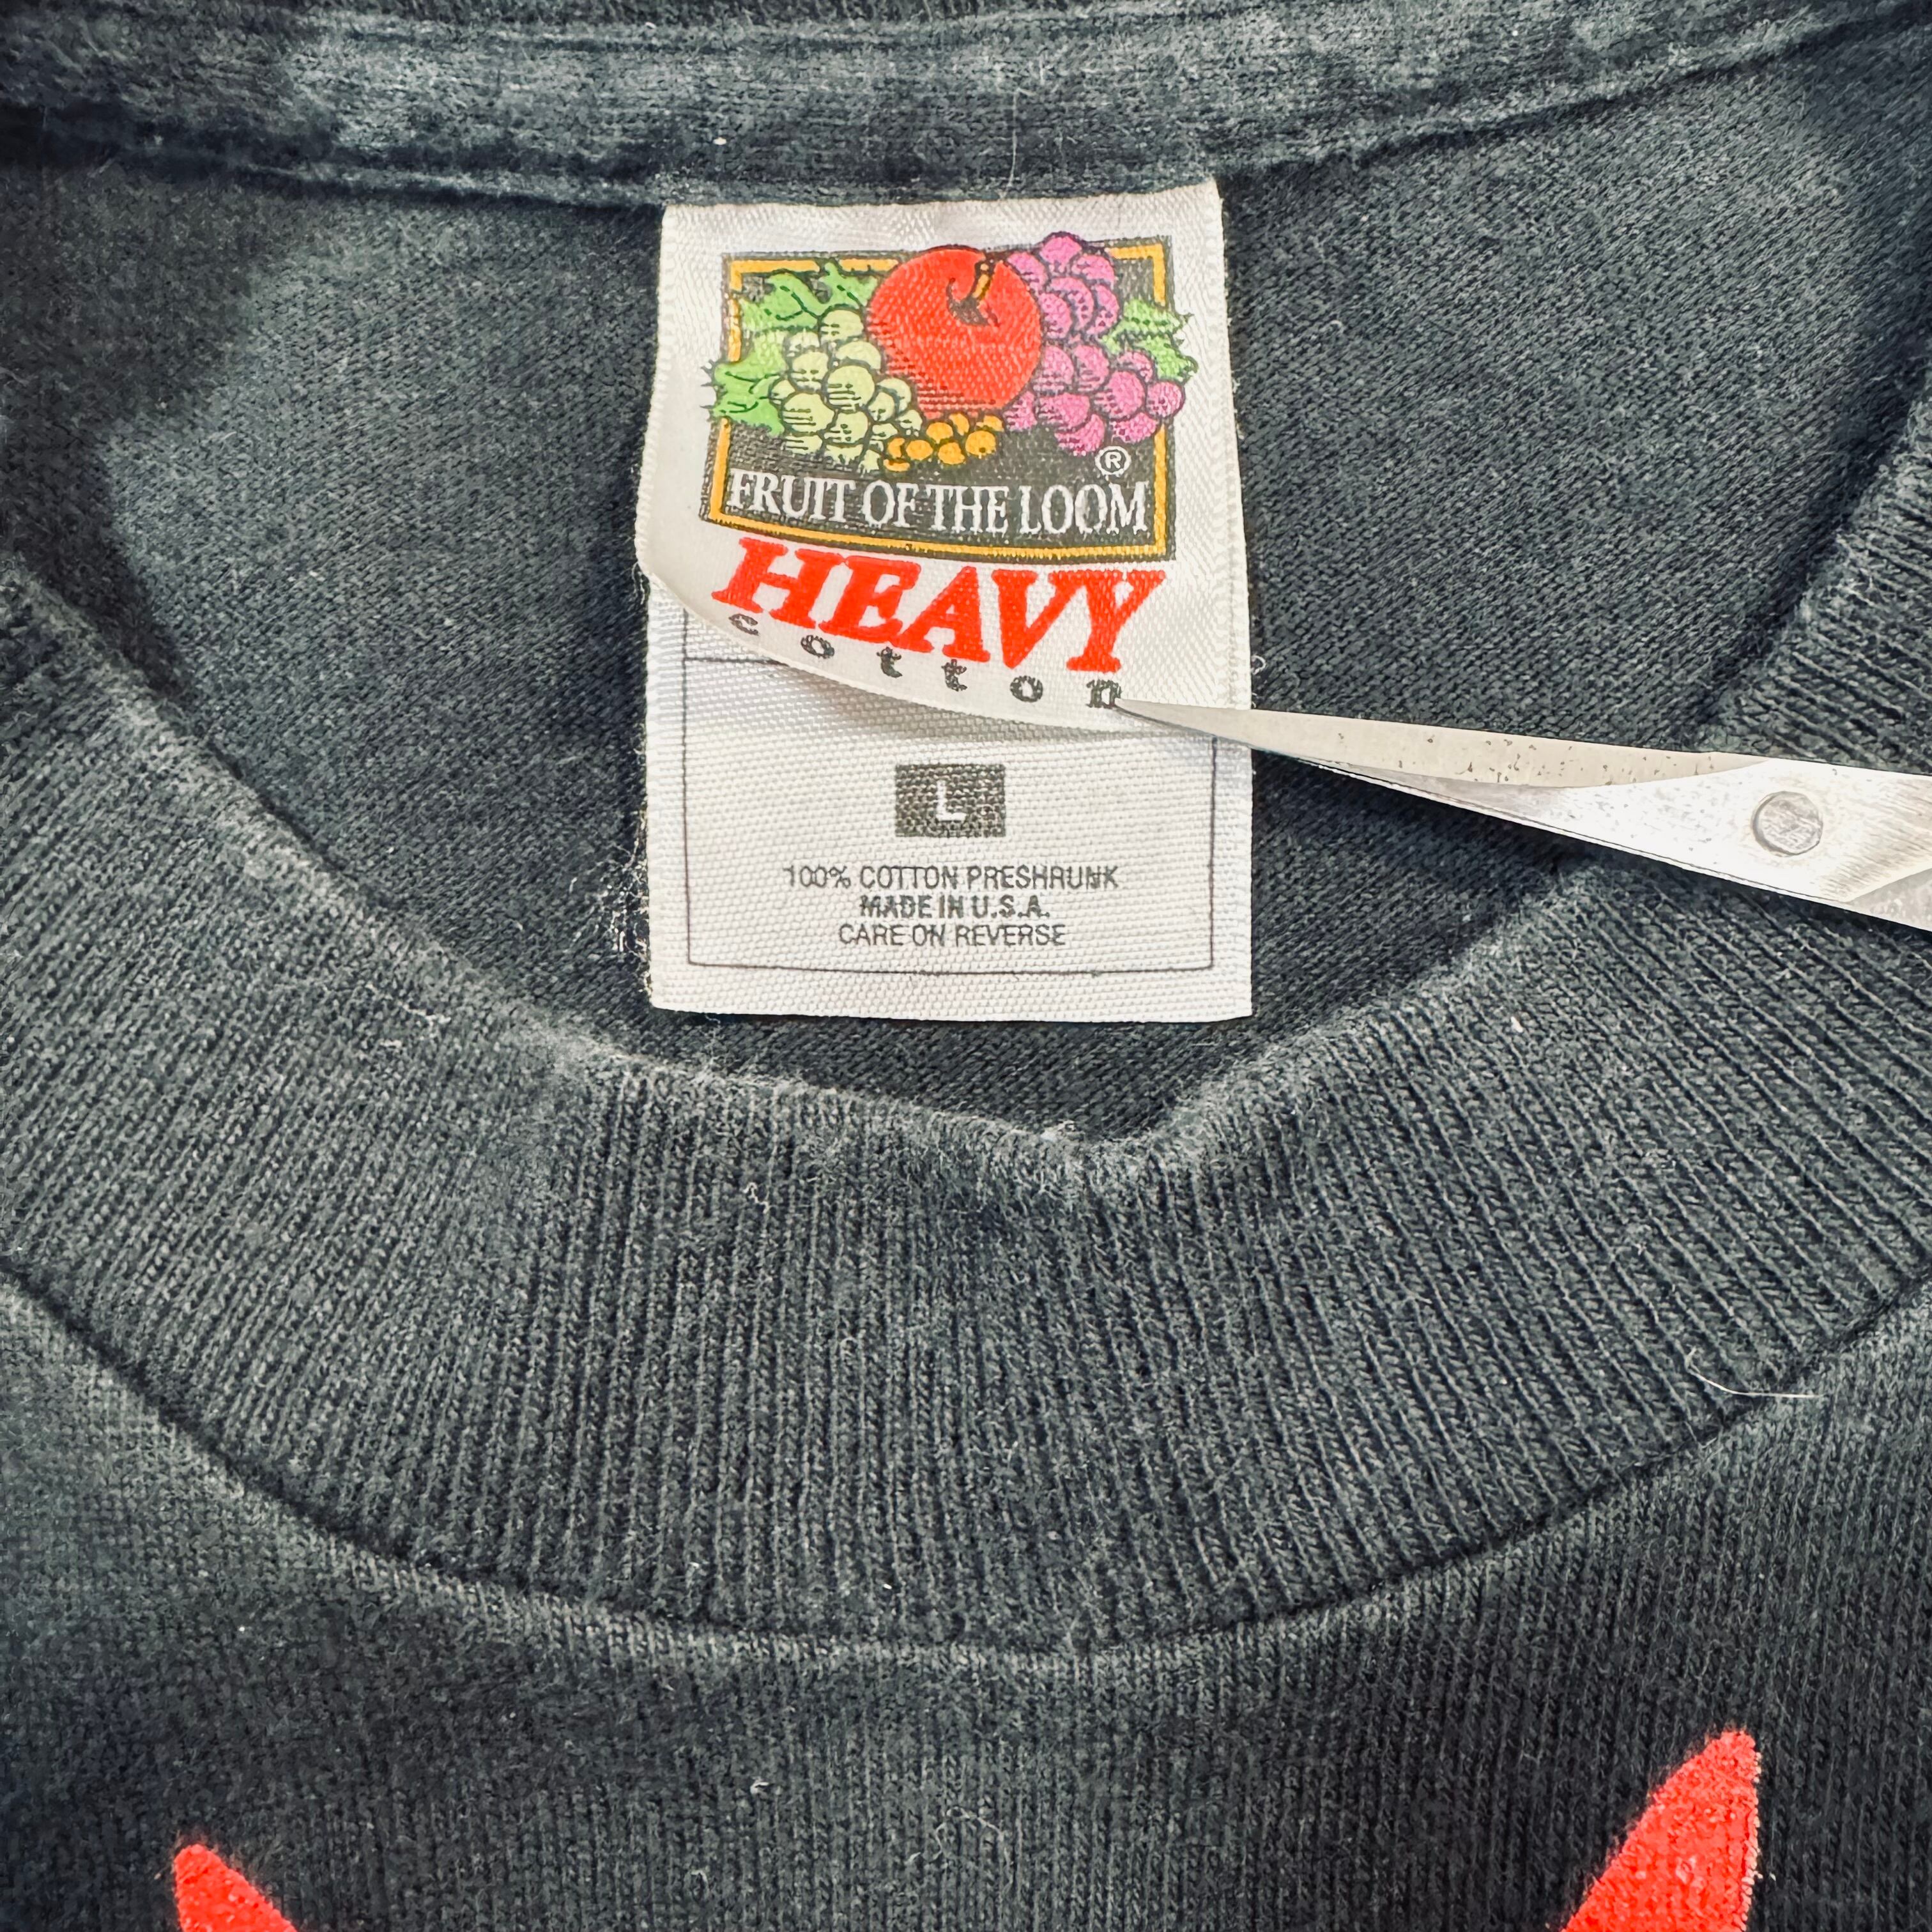 ®
FRUIT OF THE LOOM
HEAVY
cotton
L
100% COTTON PRESHRUNK
MADE IN U.S.A.
CARE ON REVERSE